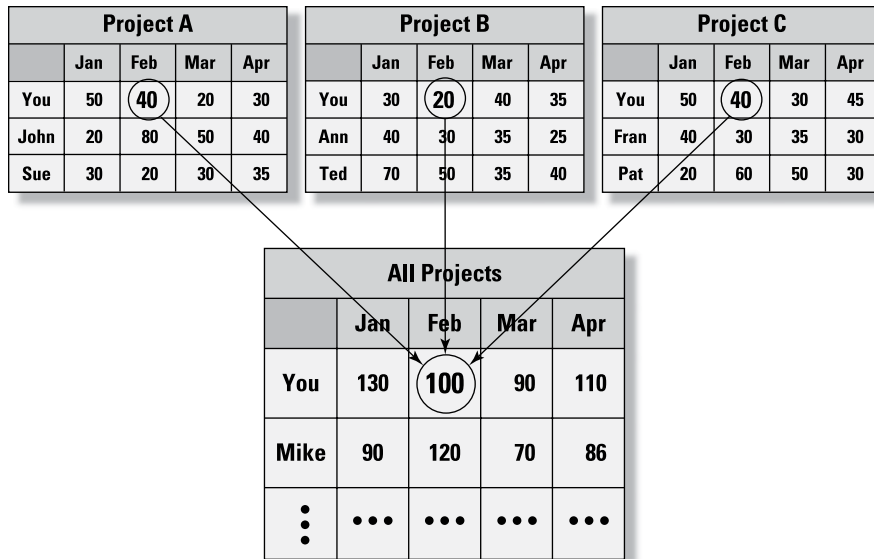 Project A
Jan Feb Mar Apr
You 50 40 20 30
John 20 80 50 40
Sue 30 20 30 35
Project B
Jan Feb Mar Apr
You 30 20 40 35
Ann 40 30 35 25
Ted 70 50 35 40
Project C
Jan Feb Mar Apr
You 50 40 30 45
Fran 40 30 35 30
Pat 20 60 50 30
All Projects
Jan Feb Mar Apr
You 130 100 90 110
Mike 90 120 70 86
⋮ ••• ••• ••• •••